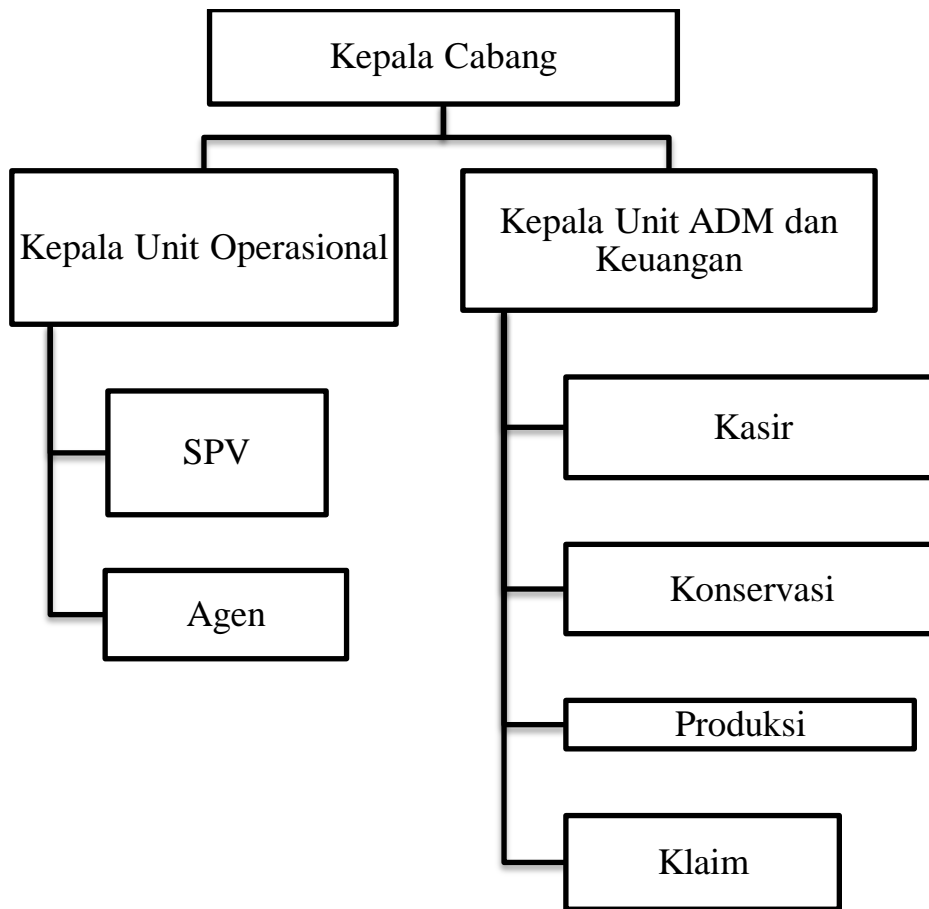 Kepala Cabang
Kepala Unit Operasional
Kepala Unit ADM dan
Keuangan
SPV
Agen
Kasir
Konservasi
Produksi
Klaim